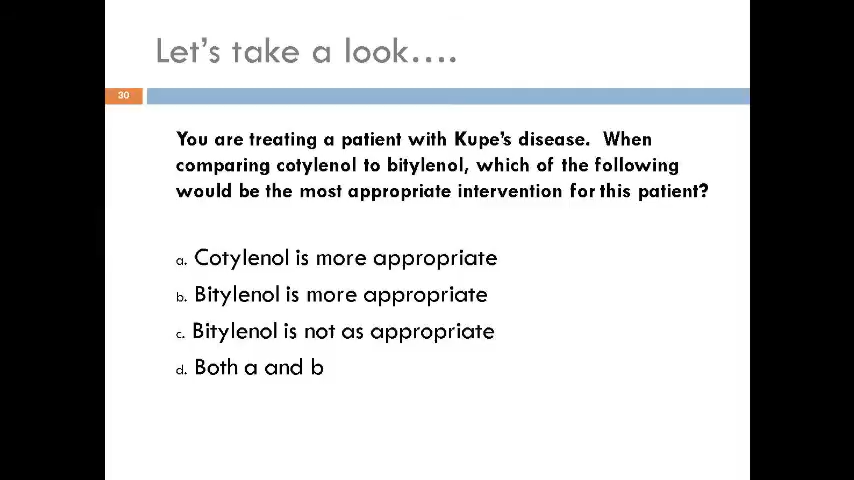 Let's take a look....
30
You are treating a patient with Kupe's disease. When
comparing cotylenol to bitylenol, which of the following
would be the most appropriate intervention for this patient?
a. Cotylenol is more appropriate
b. Bitylenol is more appropriate
c. Bitylenol is not as appropriate
d. Both a and b